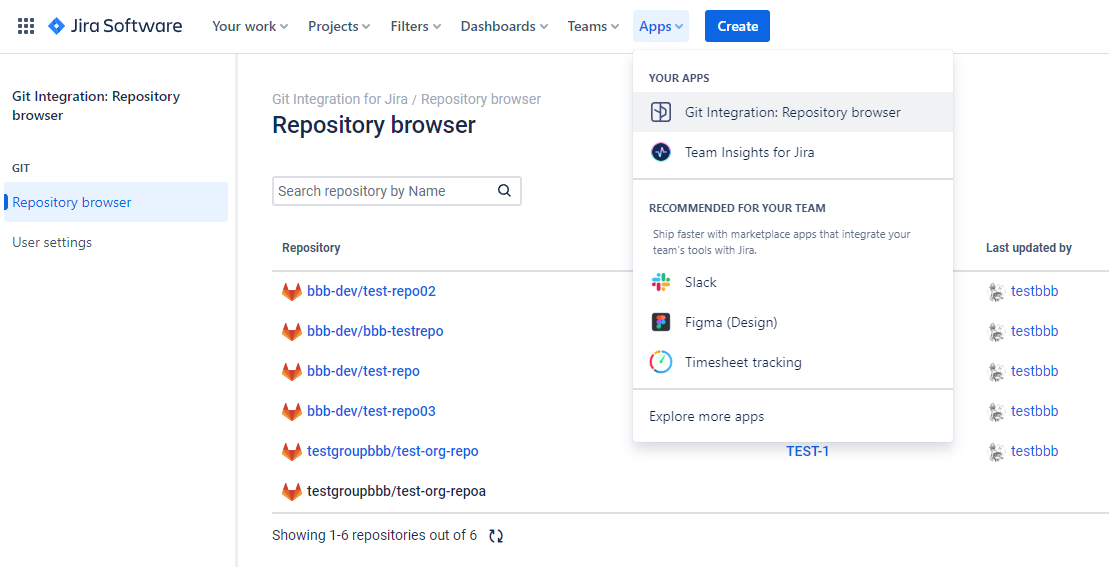 Jira Software
Your work
Projects
Filters
Dashboards
Teams
Apps
Create
Git Integration: Repository
browser
GIT
Repository browser
User settings
Git Integration for Jira / Repository browser
Repository browser
Search repository by Name
Repository
Last updated by
bbb-dev/test-repo02
testbbb
bbb-dev/bbb-testrepo
testbbb
bbb-dev/test-repo
testbbb
bbb-dev/test-repo03
testbbb
testgroupbbb/test-org-repo
TEST-1
testbbb
testgroupbbb/test-org-repoa
Showing 1-6 repositories out of 6
YOUR APPS
Git Integration: Repository browser
Team Insights for Jira
RECOMMENDED FOR YOUR TEAM
Ship faster with marketplace apps that integrate your
team's tools with Jira.
Slack
Figma (Design)
Timesheet tracking
Explore more apps